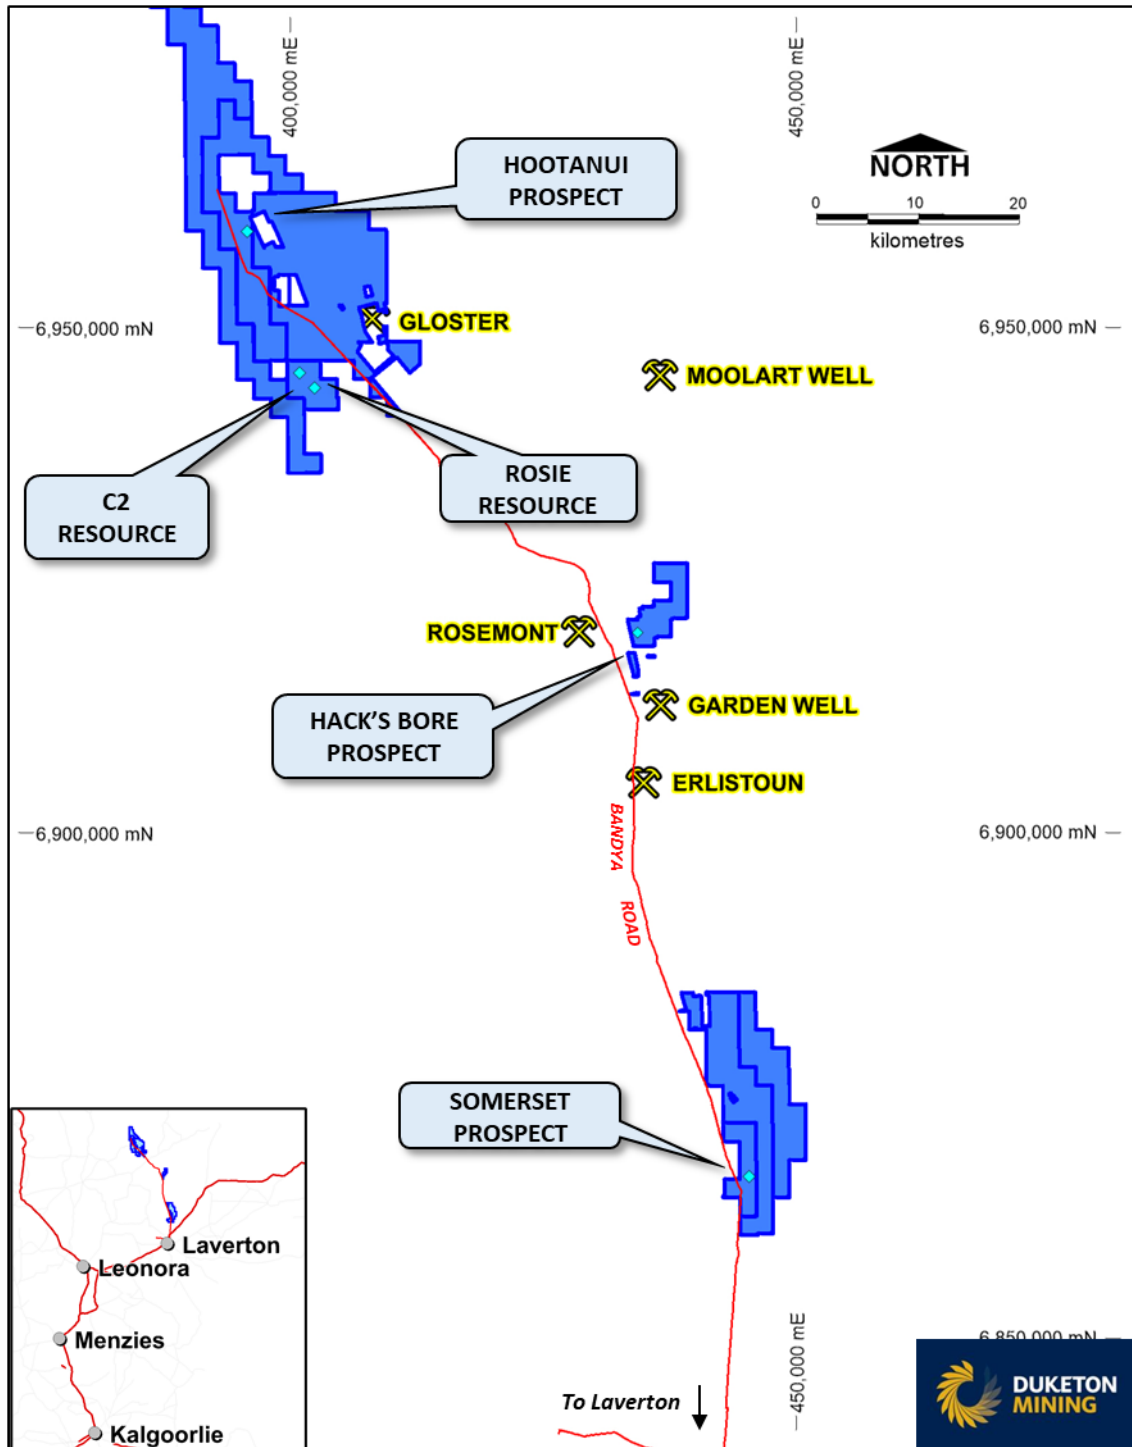 400,000 mE
450,000 mE
HOOTANUI
PROSPECT
NORTH
0 10 20
kilometres
6,950,000 mN
GLOSTER
6,950,000 mN
MOOLART WELL
C2
RESOURCE
ROSIE
RESOURCE
ROSEMONT
HACK'S BORE
PROSPECT
GARDEN WELL
ERLISTOUN
BANDYA
ROAD
6,900,000 mN
6,900,000 mN
SOMERSET
PROSPECT
Laverton
Leonora
Menzies
Kalgoorlie
To Laverton
450,000 mE
6,850,000 mN
DUKETON
MINING